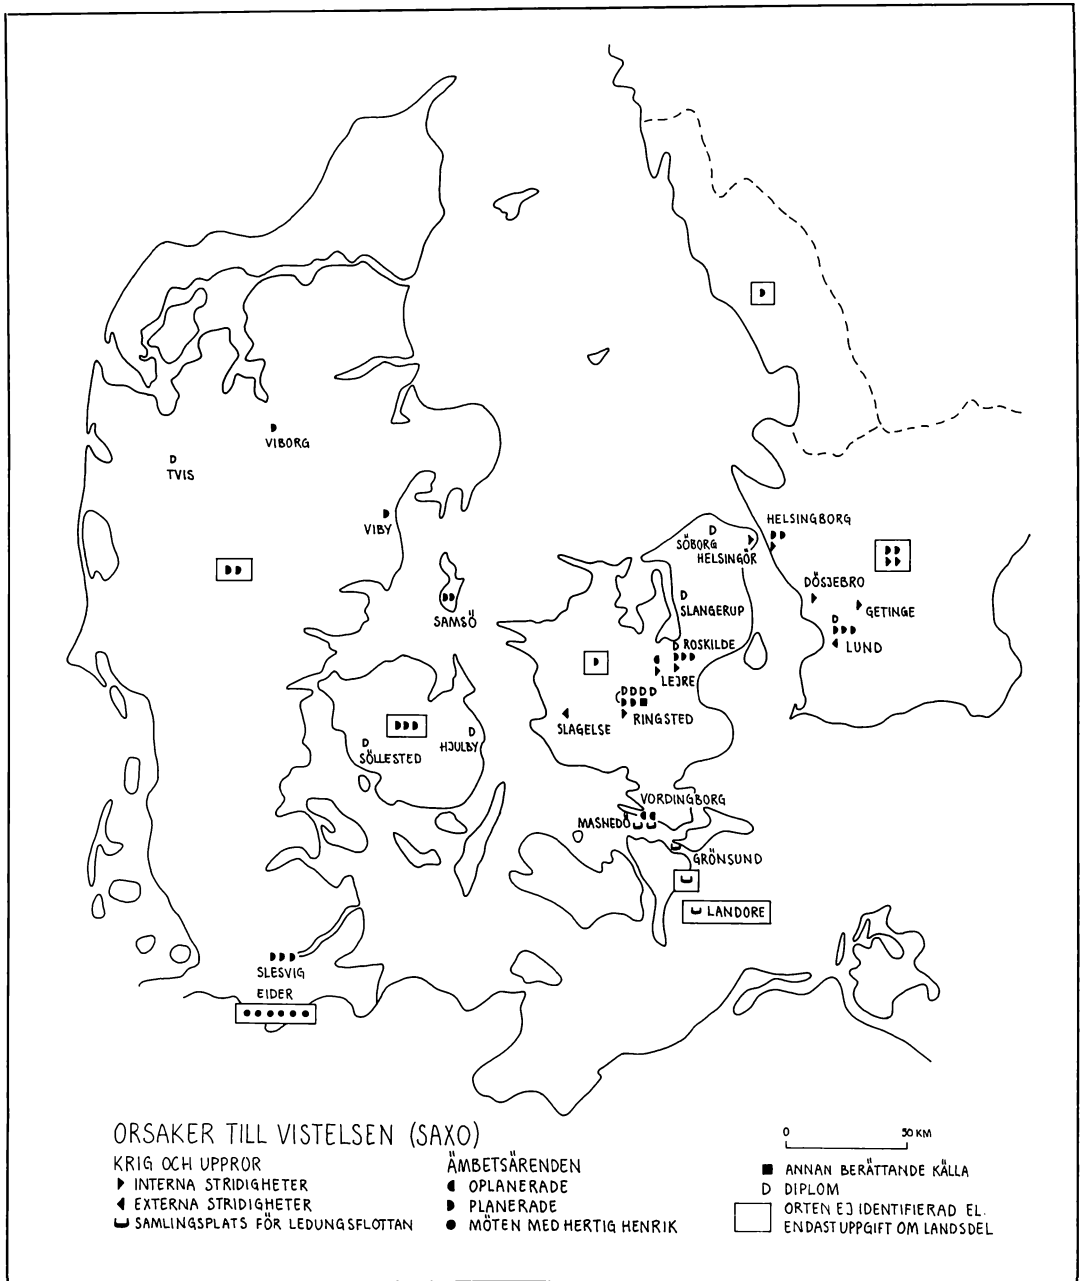 VIBORG
TVIS
VIBY
SAMSÖ
HELSINGBORG
SÖBORG
HELSINGÖR
DÖSJEBRO
GETINGE
SLANGERUP
LUND
ROSKILDE
LEJRE
RINGSTED
SLAGELSE
SÖLLESTED
HJULBY
VORDINGBORG
MASNEDÖ
GRÖNSUND
LANDORE
SLESVIG
EIDER
ORSAKER TILL VISTELSEN (SAXO)
KRIG OCH UPPROR
INTERNA STRIDIGHETER
EXTERNA STRIDIGHETER
SAMLINGSPLATS FÖR LEDUNGSFLOTTAN
ÄMBETSÄRENDEN
OPLANERADE
PLANERADE
MÖTEN MED HERTIG HENRIK
0 50 KM
ANNAN BERÄTTANDE KÄLLA
D DIPLOM
ORTEN EJ IDENTIFIERAD EL.
ENDAST UPPGIFT OM LANDSDEL